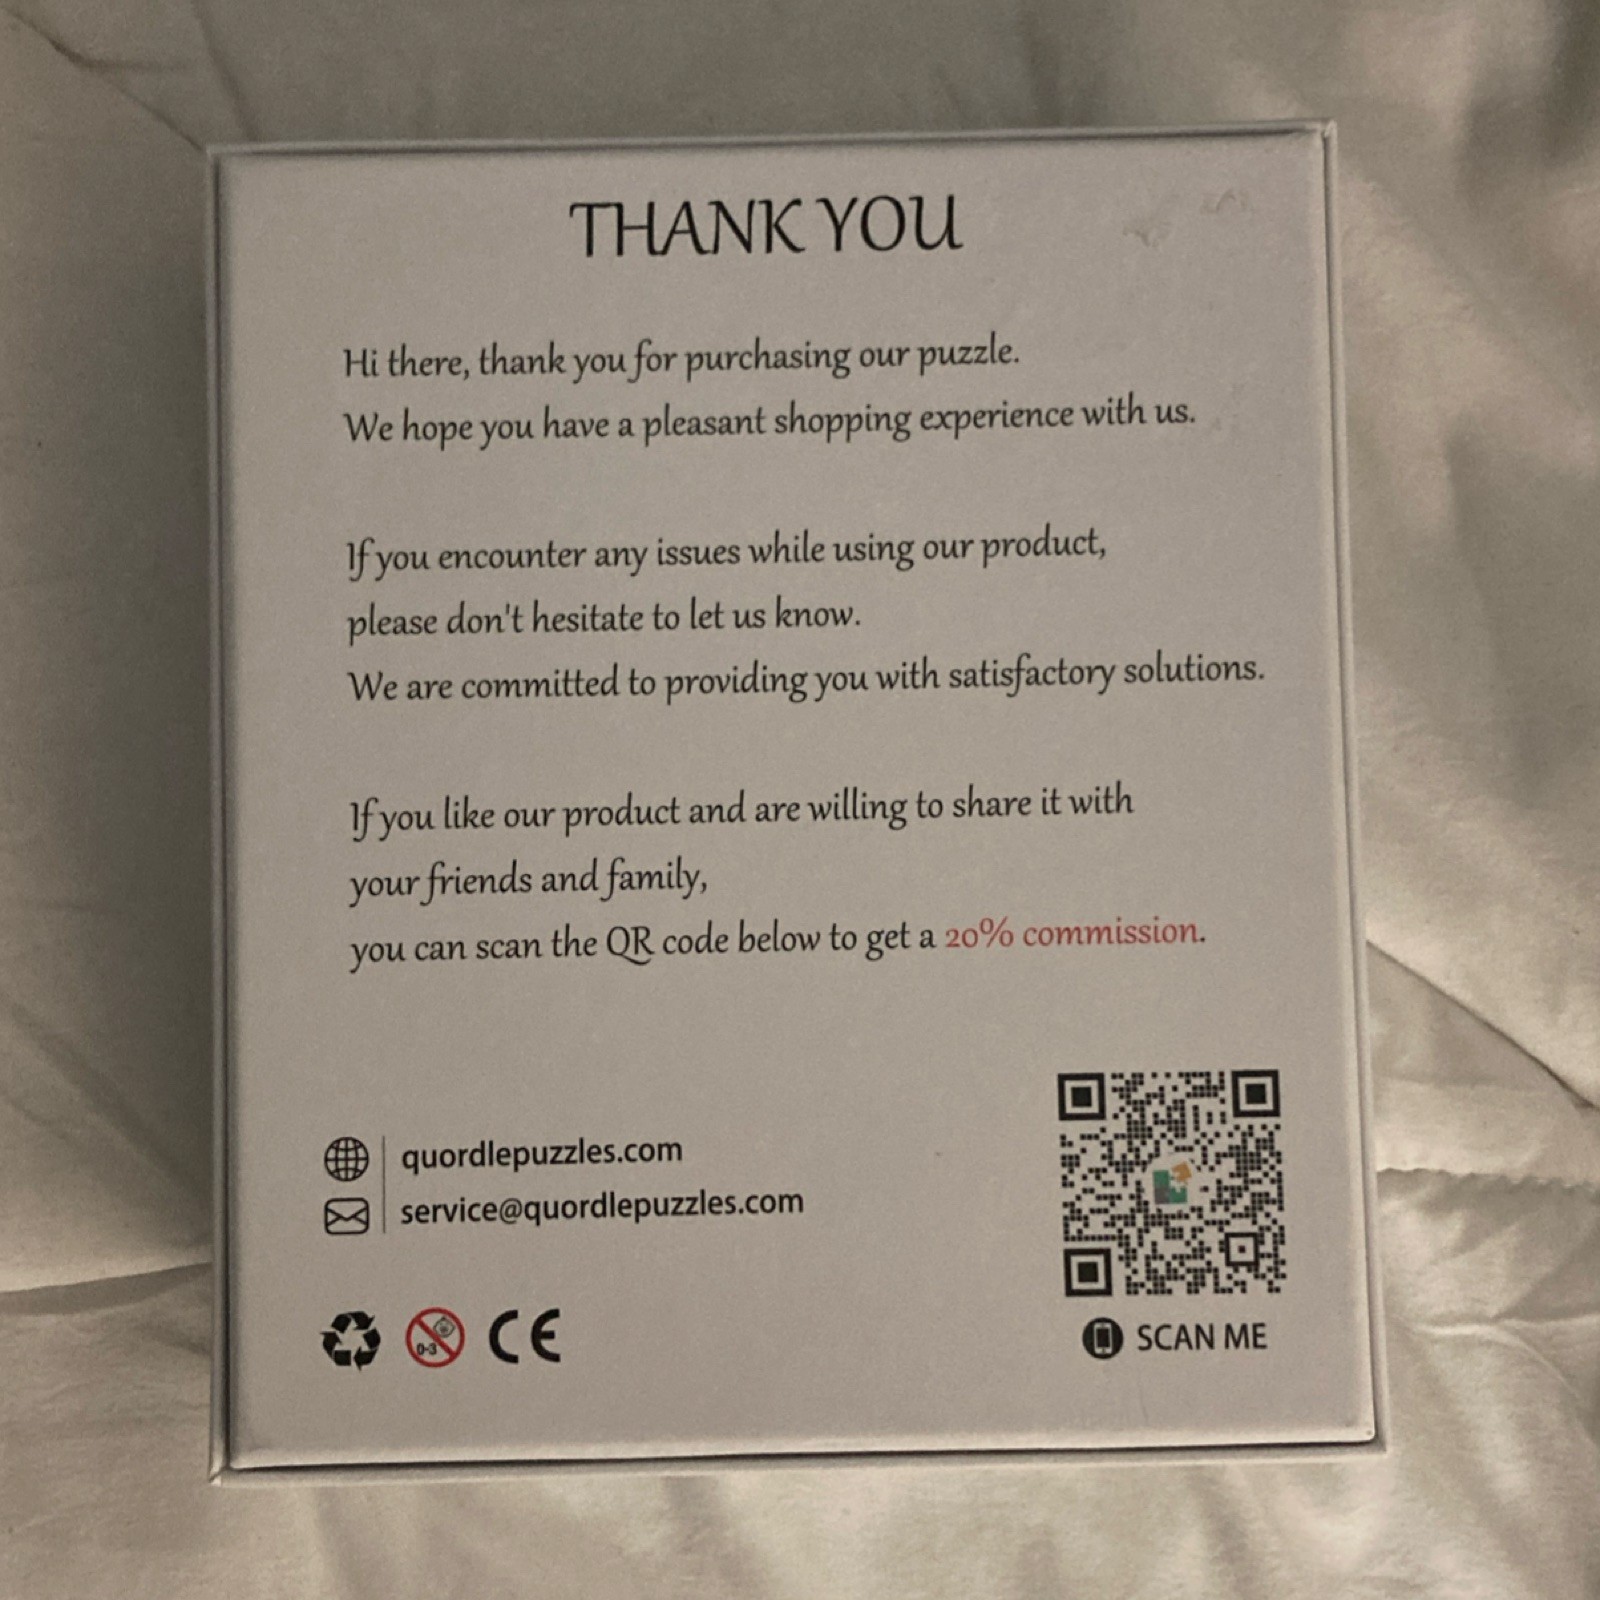 THANK YOU
Hi there, thank you for purchasing our puzzle.
We hope you have a pleasant shopping experience with us.
If you encounter any issues while using our product,
please don't hesitate to let us know.
We are committed to providing you with satisfactory solutions.
If you like our product and are willing to share it with
your friends and family,
you can scan the QR code below to get a 20% commission.
quordlepuzzles.com
service@quordlepuzzles.com
0-3 CE
SCAN ME